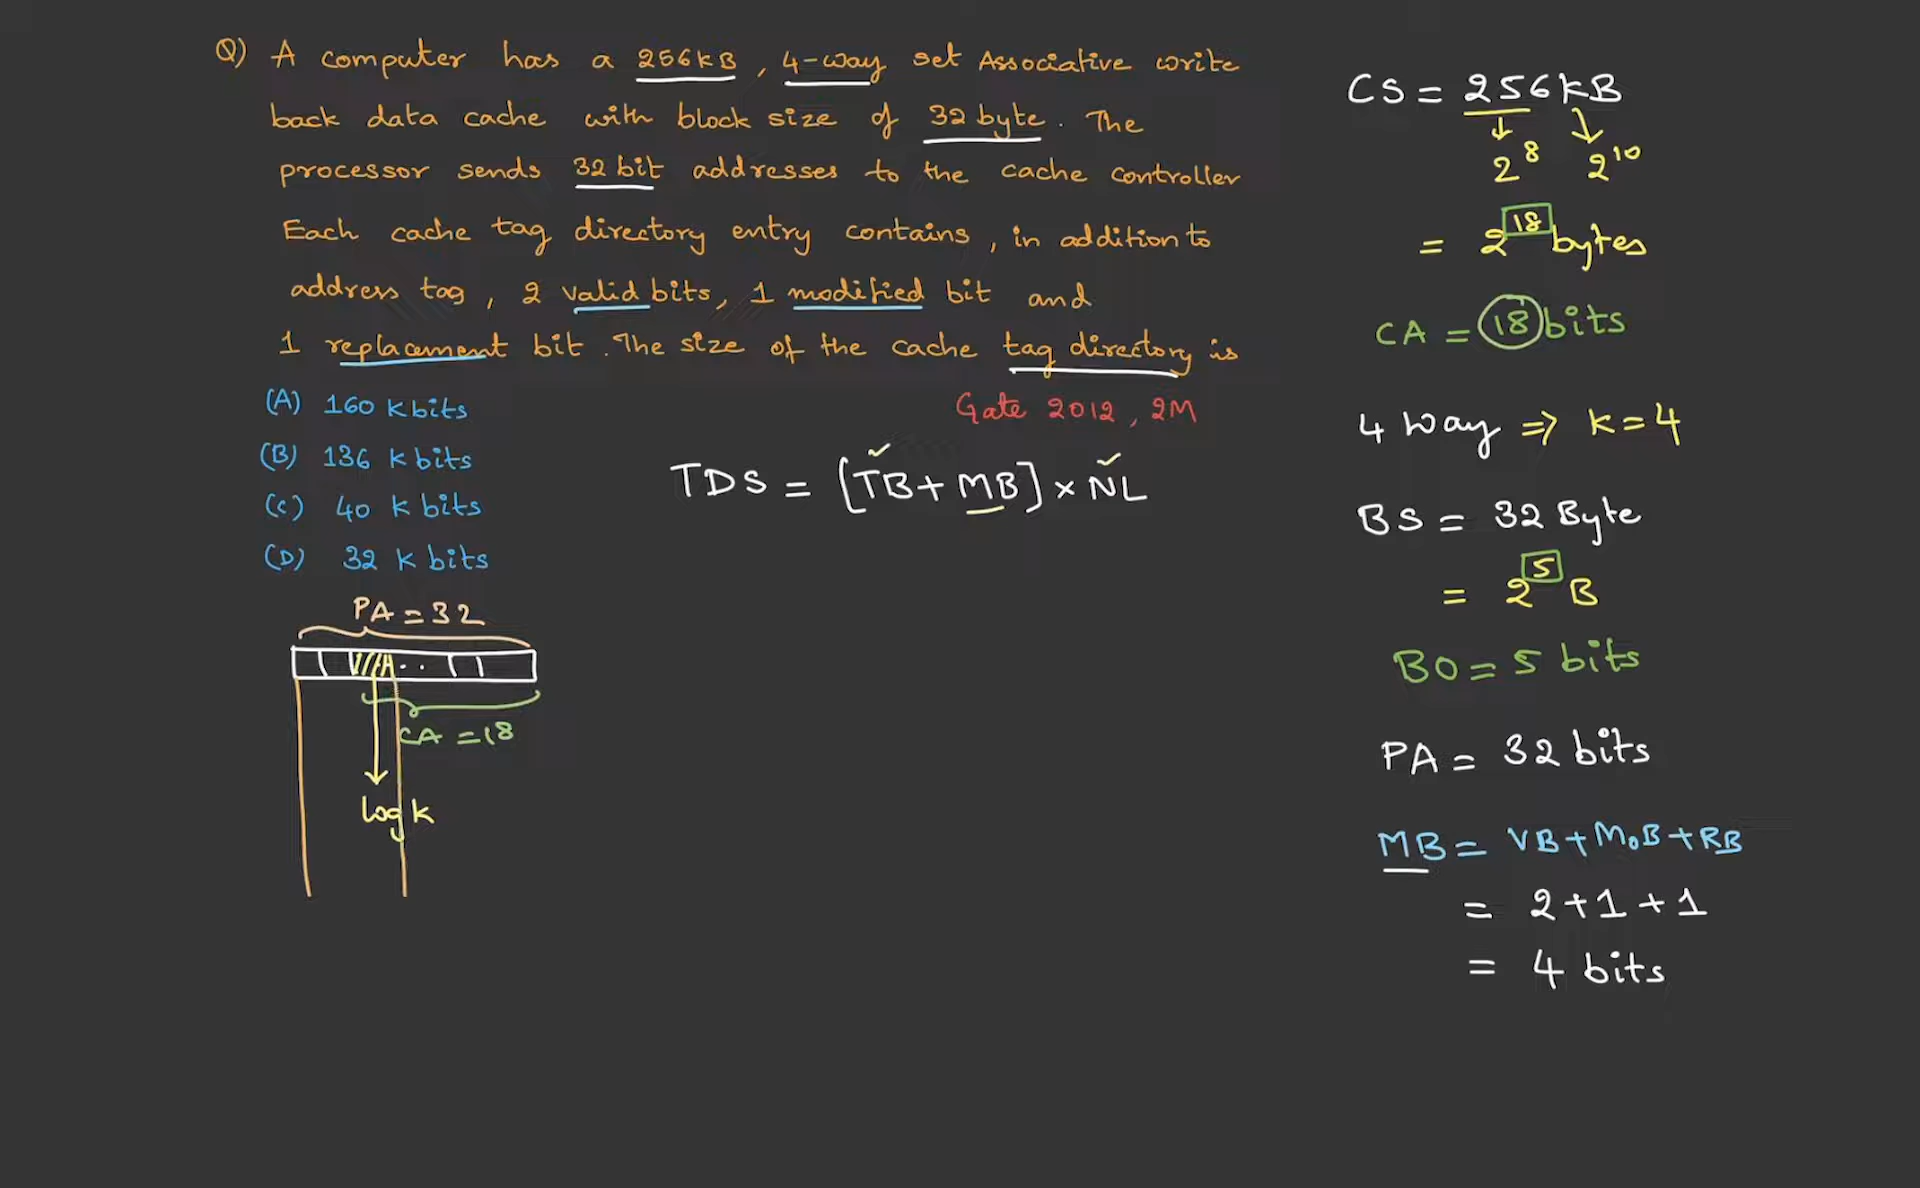 Q) A computer has a 256kB, 4-way set Associative write
back data cache with block size of 32 byte. The
processor sends 32 bit addresses to the cache controller
Each cache tag directory entry contains, in addition to
address tag, 2 valid bits, 1 modified bit and
1 replacement bit. The size of the cache tag directory is
(A) 160 k bits
Gate 2012, 2M
(B) 136 k bits
(C) 40 k bits
(D) 32 k bits
TDS = [TB + MB] × NL
PA = 32
CA = 18
log k
CS = 256kB
2^8 2^10
= 2^18 bytes
CA = 18 bits
4 way ⇒ k = 4
BS = 32 Byte
= 2^5 B
BO = 5 bits
PA = 32 bits
MB = VB + MoB + RB
= 2 + 1 + 1
= 4 bits